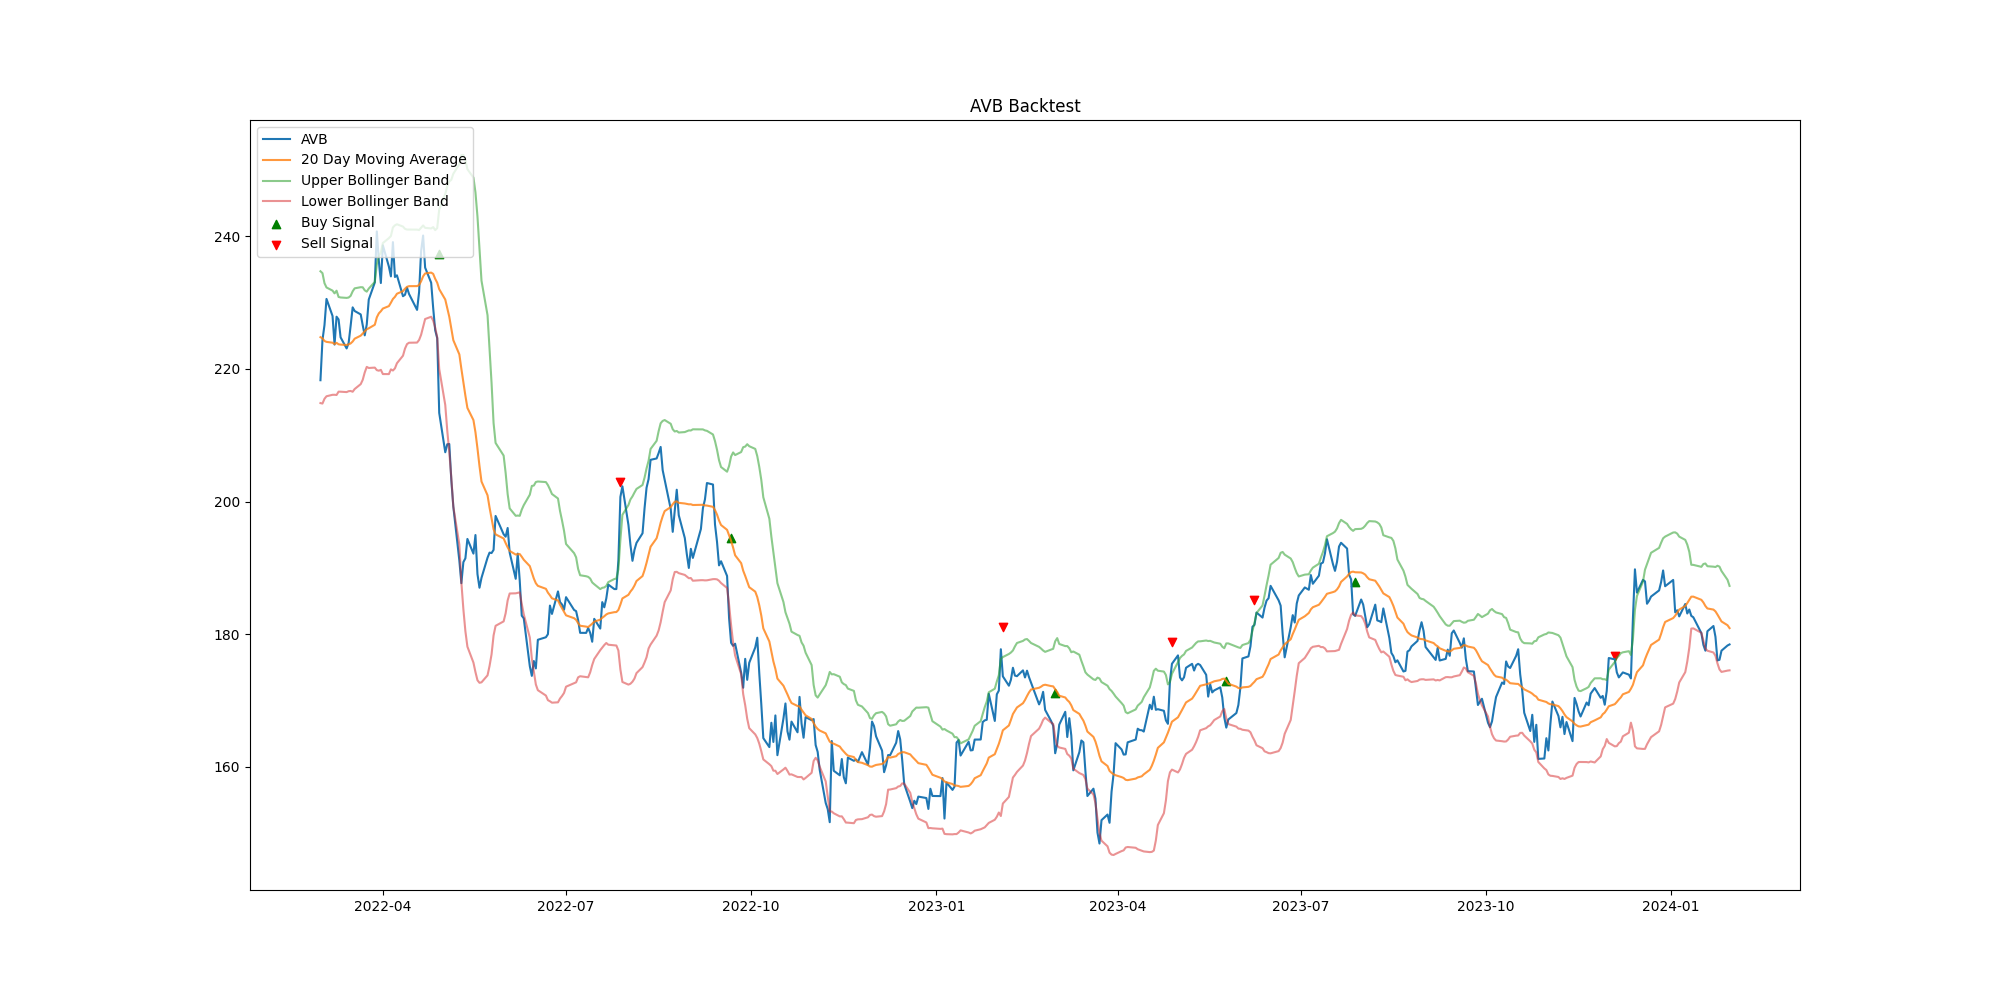 AVB Backtest
AVB
20 Day Moving Average
Upper Bollinger Band
Lower Bollinger Band
Buy Signal
Sell Signal
240
220
200
180
160
2022-04 2022-07 2022-10 2023-01 2023-04 2023-07 2023-10 2024-01